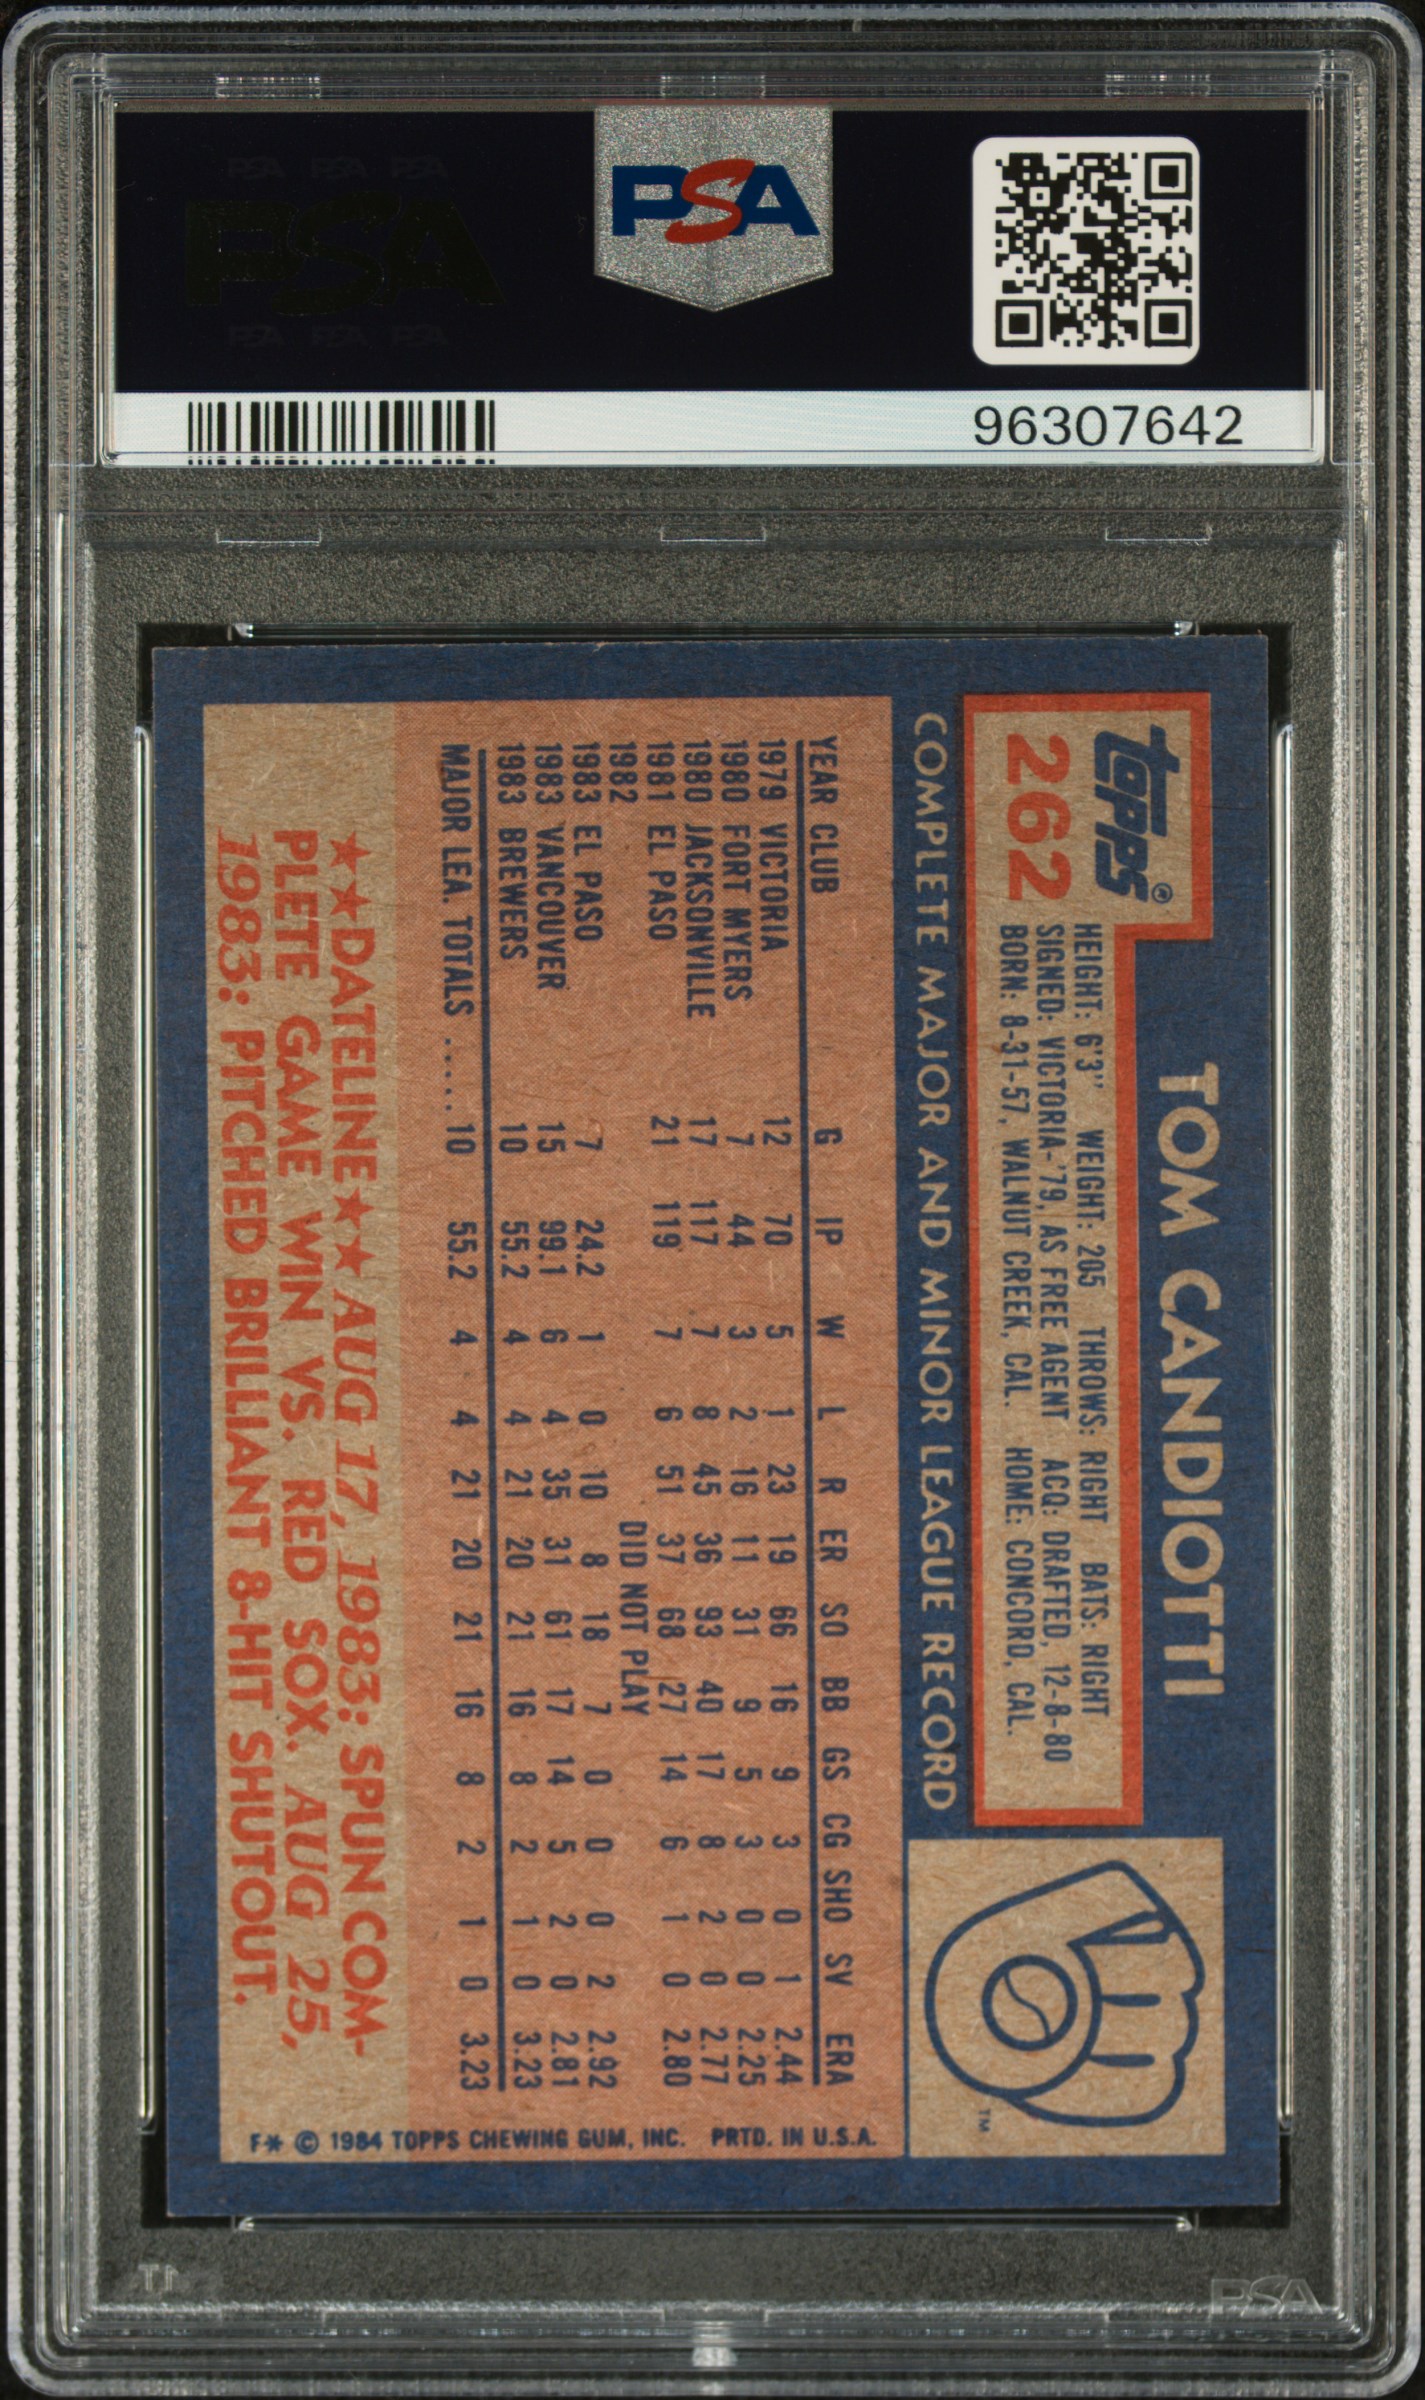 PSA PSA PSA
PSA
PSA PSA PSA
PSA
96307642
topps®
262
TOM CANDIOTTI
HEIGHT: 6'3" WEIGHT: 205 THROWS: RIGHT BATS: RIGHT
SIGNED: VICTORIA-'79, AS FREE AGENT ACQ: DRAFTED, 12-8-80
BORN: 8-31-57, WALNUT CREEK, CAL. HOME: CONCORD, CAL.
TM
COMPLETE MAJOR AND MINOR LEAGUE RECORD
YEAR CLUB G IP W L R ER SO BB GS CG SHO SV ERA
1979 VICTORIA 12 70 5 1 23 19 66 16 9 3 0 1 2.44
1980 FORT MYERS 7 44 3 2 16 11 31 9 5 3 0 0 2.25
1980 JACKSONVILLE 17 117 7 8 45 36 93 40 17 8 2 0 2.77
1981 EL PASO 21 119 7 6 51 37 68 27 14 6 1 0 2.80
1982 DID NOT PLAY
1983 EL PASO 7 24.2 1 0 10 8 18 7 0 0 0 2 2.92
1983 VANCOUVER 15 99.1 6 4 35 31 61 17 14 5 2 0 2.81
1983 BREWERS 10 55.2 4 4 21 20 21 16 8 2 1 0 3.23
MAJOR LEA. TOTALS ..... 10 55.2 4 4 21 20 21 16 8 2 1 0 3.23
★★DATELINE★★ AUG 17, 1983: SPUN COM-
PLETE GAME WIN VS. RED SOX. AUG 25,
1983: PITCHED BRILLIANT 8-HIT SHUTOUT.
F* © 1984 TOPPS CHEWING GUM, INC. PRTD. IN U.S.A.
PSA